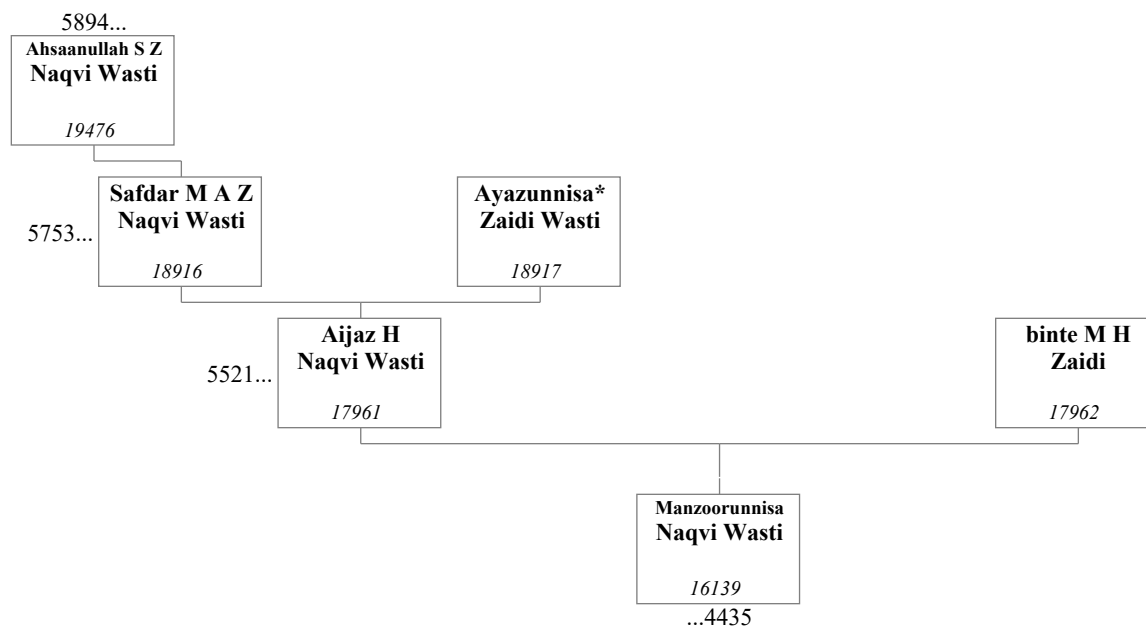 5894...
Ahsaanullah S Z
Naqvi Wasti
19476
Safdar M A Z
Naqvi Wasti
18916
5753...
Ayazunnisa*
Zaidi Wasti
18917
Aijaz H
Naqvi Wasti
17961
5521...
binte M H
Zaidi
17962
Manzoorunnisa
Naqvi Wasti
16139
...4435